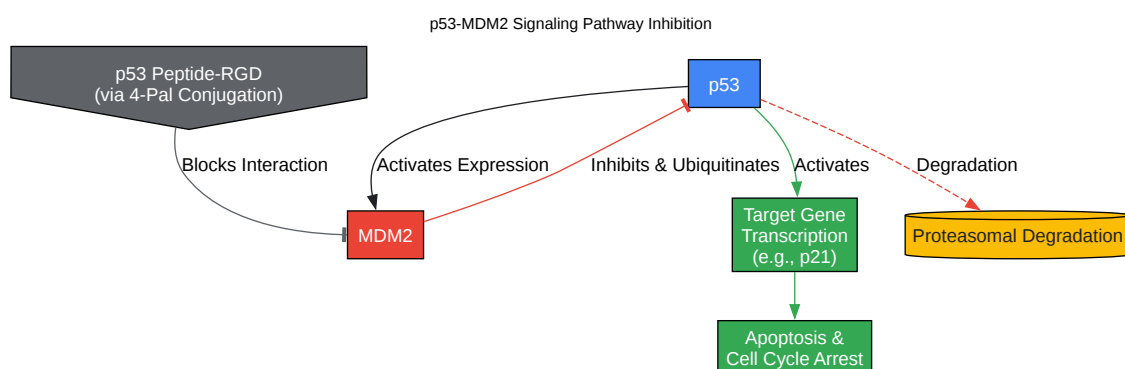 p53-MDM2 Signaling Pathway Inhibition
p53 Peptide-RGD
(via 4-Pal Conjugation)
p53
Blocks Interaction
Activates Expression
Inhibits & Ubiquitinates
Activates
Degradation
MDM2
Target Gene
Transcription
(e.g., p21)
Proteasomal Degradation
Apoptosis &
Cell Cycle Arrest